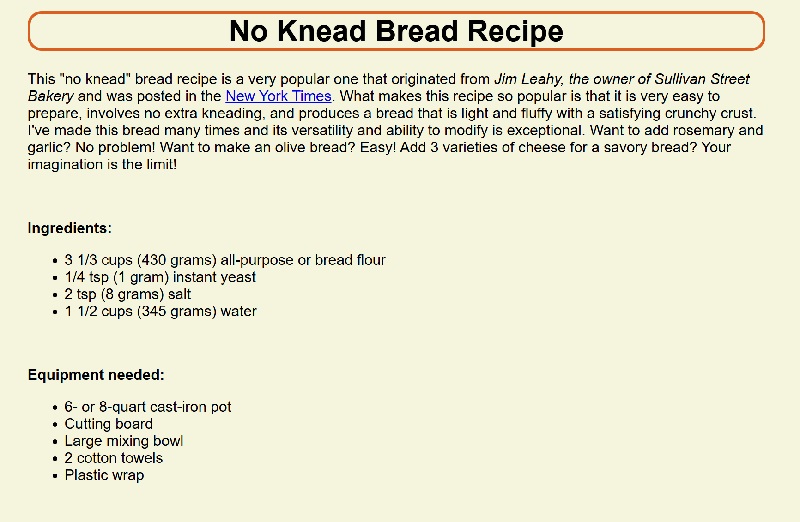 No Knead Bread Recipe
This "no knead" bread recipe is a very popular one that originated from Jim Leahy, the owner of Sullivan Street
Bakery and was posted in the New York Times. What makes this recipe so popular is that it is very easy to
prepare, involves no extra kneading, and produces a bread that is light and fluffy with a satisfying crunchy crust.
I've made this bread many times and its versatility and ability to modify is exceptional. Want to add rosemary and
garlic? No problem! Want to make an olive bread? Easy! Add 3 varieties of cheese for a savory bread? Your
imagination is the limit!
Ingredients:
• 3 1/3 cups (430 grams) all-purpose or bread flour
• 1/4 tsp (1 gram) instant yeast
• 2 tsp (8 grams) salt
• 1 1/2 cups (345 grams) water
Equipment needed:
• 6- or 8-quart cast-iron pot
• Cutting board
• Large mixing bowl
• 2 cotton towels
• Plastic wrap